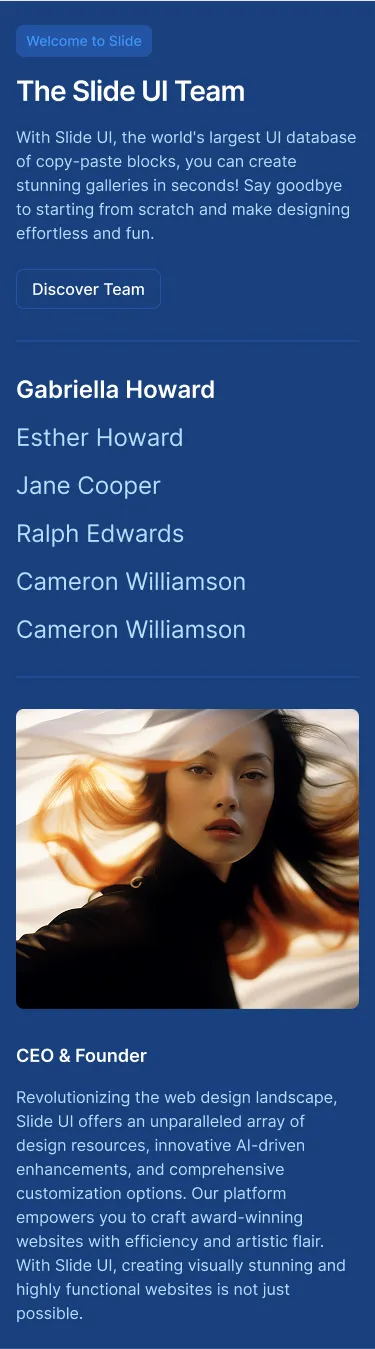 Welcome to Slide
The Slide UI Team
With Slide UI, the world's largest UI database
of copy-paste blocks, you can create
stunning galleries in seconds! Say goodbye
to starting from scratch and make designing
effortless and fun.
Discover Team
Gabriella Howard
Esther Howard
Jane Cooper
Ralph Edwards
Cameron Williamson
Cameron Williamson
CEO & Founder
Revolutionizing the web design landscape,
Slide UI offers an unparalleled array of
design resources, innovative AI-driven
enhancements, and comprehensive
customization options. Our platform
empowers you to craft award-winning
websites with efficiency and artistic flair.
With Slide UI, creating visually stunning and
highly functional websites is not just
possible.